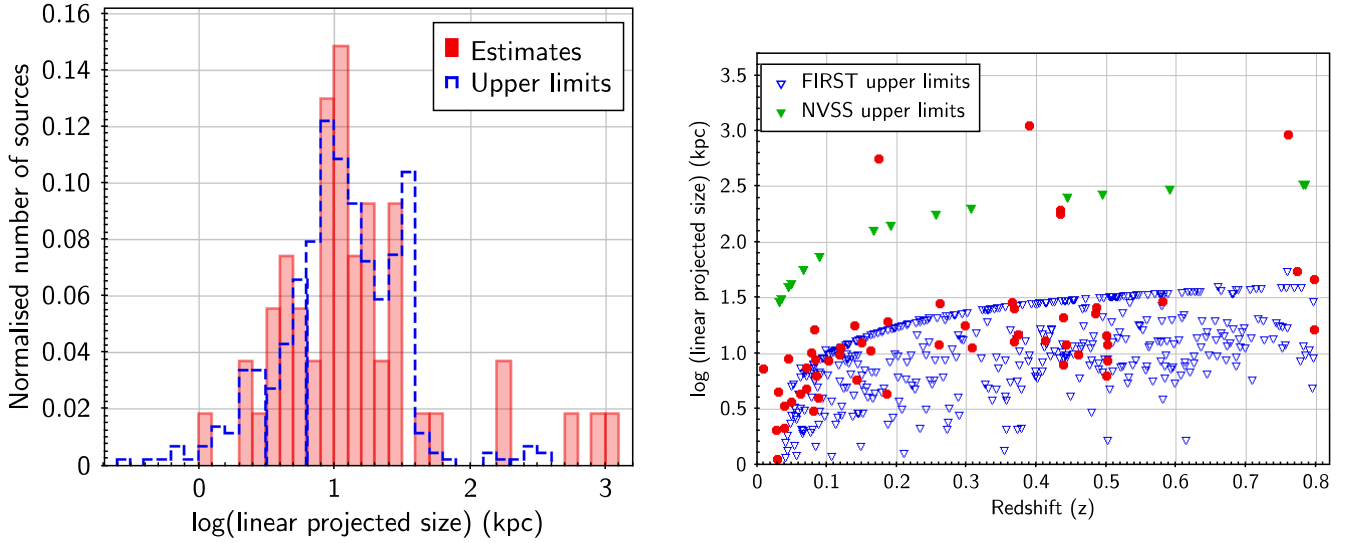 0.16
0.14
0.12
0.10
0.08
0.06
0.04
0.02
0
Normalised number of sources
Estimates
Upper limits
0 1 2 3
log(linear projected size) (kpc)
3.5
3.0
2.5
2.0
1.5
1.0
0.5
0
log (linear projected size) (kpc)
FIRST upper limits
NVSS upper limits
0 0.1 0.2 0.3 0.4 0.5 0.6 0.7 0.8
Redshift (z)